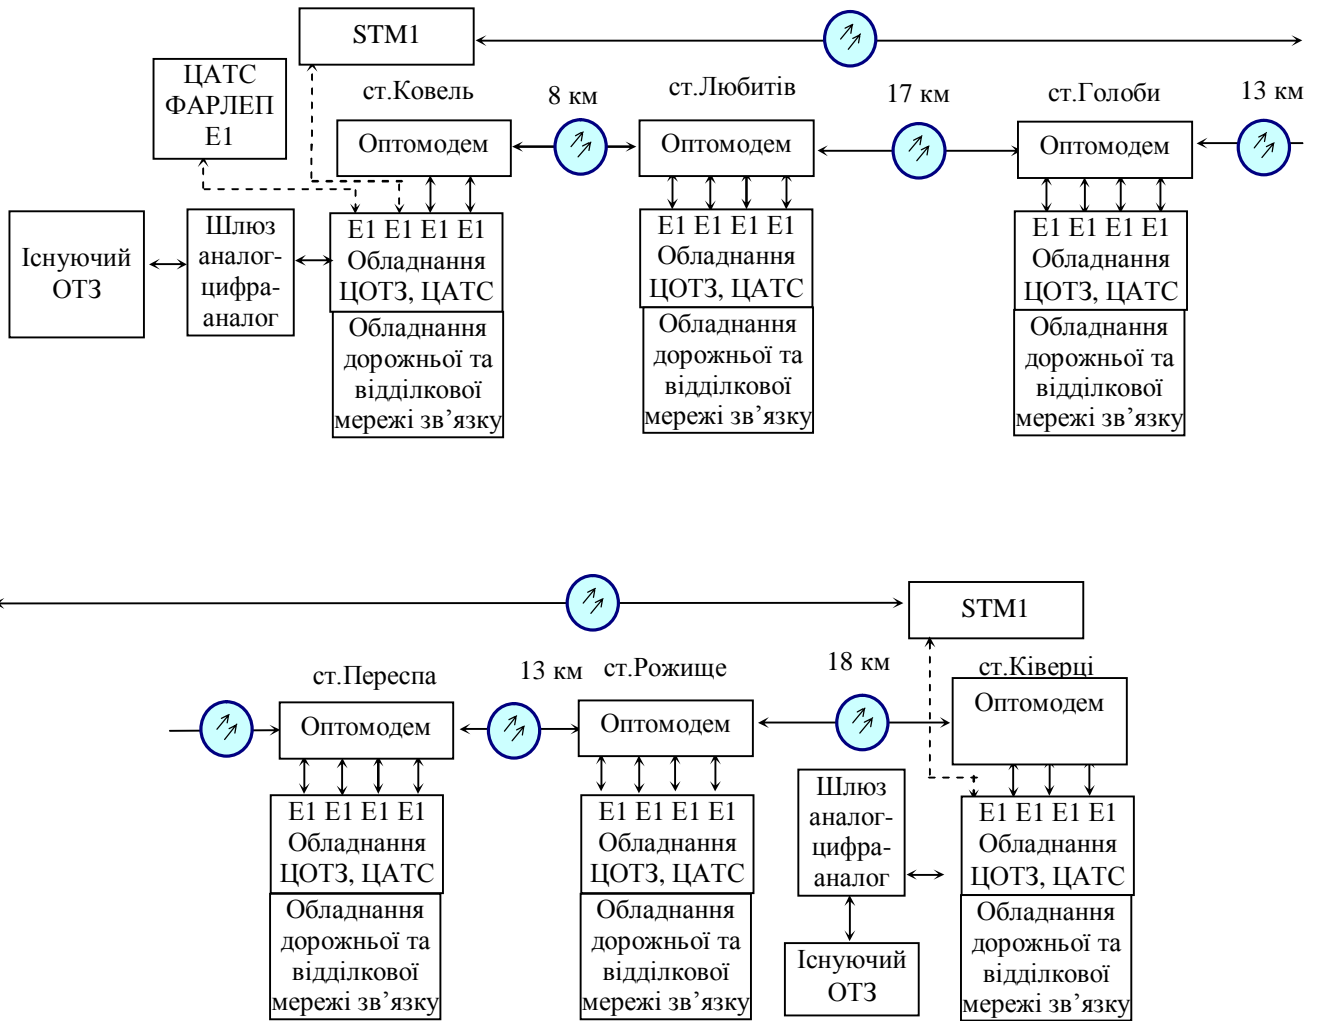 STM1
ЦАТС
ФАРЛЕП
Е1
ст.Ковель
8 км
ст.Любитів
17 км
ст.Голоби
13 км
Оптомодем
Оптомодем
Оптомодем
Існуючий
ОТЗ
Шлюз
аналог-
цифра-
аналог
Е1 Е1 Е1 Е1
Обладнання
ЦОТЗ, ЦАТС
Обладнання
дорожньої та
відділкової
мережі зв’язку
Е1 Е1 Е1 Е1
Обладнання
ЦОТЗ, ЦАТС
Обладнання
дорожньої та
відділкової
мережі зв’язку
Е1 Е1 Е1 Е1
Обладнання
ЦОТЗ, ЦАТС
Обладнання
дорожньої та
відділкової
мережі зв’язку
STM1
ст.Переспа
13 км
ст.Рожище
18 км
ст.Ківерці
Оптомодем
Оптомодем
Оптомодем
Е1 Е1 Е1 Е1
Обладнання
ЦОТЗ, ЦАТС
Обладнання
дорожньої та
відділкової
мережі зв’язку
Е1 Е1 Е1 Е1
Обладнання
ЦОТЗ, ЦАТС
Обладнання
дорожньої та
відділкової
мережі зв’язку
Шлюз
аналог-
цифра-
аналог
Існуючий
ОТЗ
Е1 Е1 Е1 Е1
Обладнання
ЦОТЗ, ЦАТС
Обладнання
дорожньої та
відділкової
мережі зв’язку